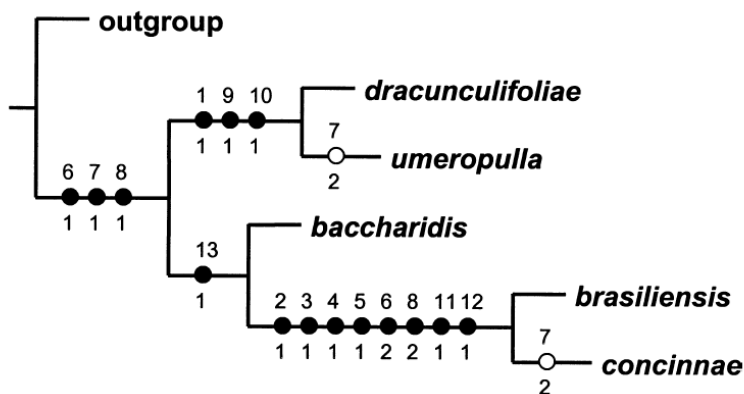 outgroup
1 9 10
dracunculifoliae
1 1 1
7
umeropulla
2
6 7 8
1 1 1
baccharidis
13
1
2 3 4 5 6 8 11 12
brasiliensis
1 1 1 1 2 2 1 1
7
concinnae
2